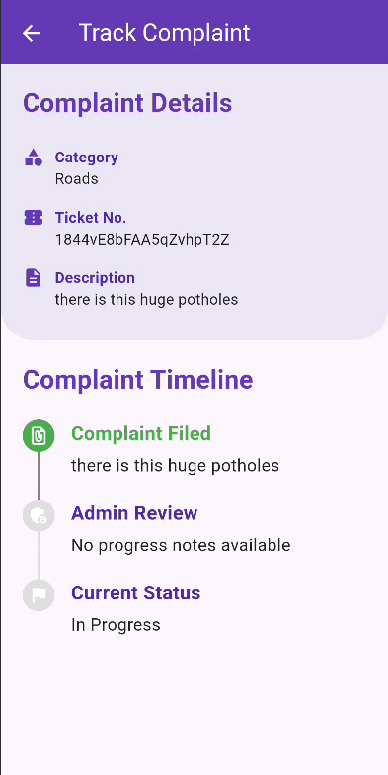 Track Complaint
Complaint Details
Category
Roads
Ticket No.
1844vE8bFAA5qZvhpT2Z
Description
there is this huge potholes
Complaint Timeline
Complaint Filed
there is this huge potholes
Admin Review
No progress notes available
Current Status
In Progress